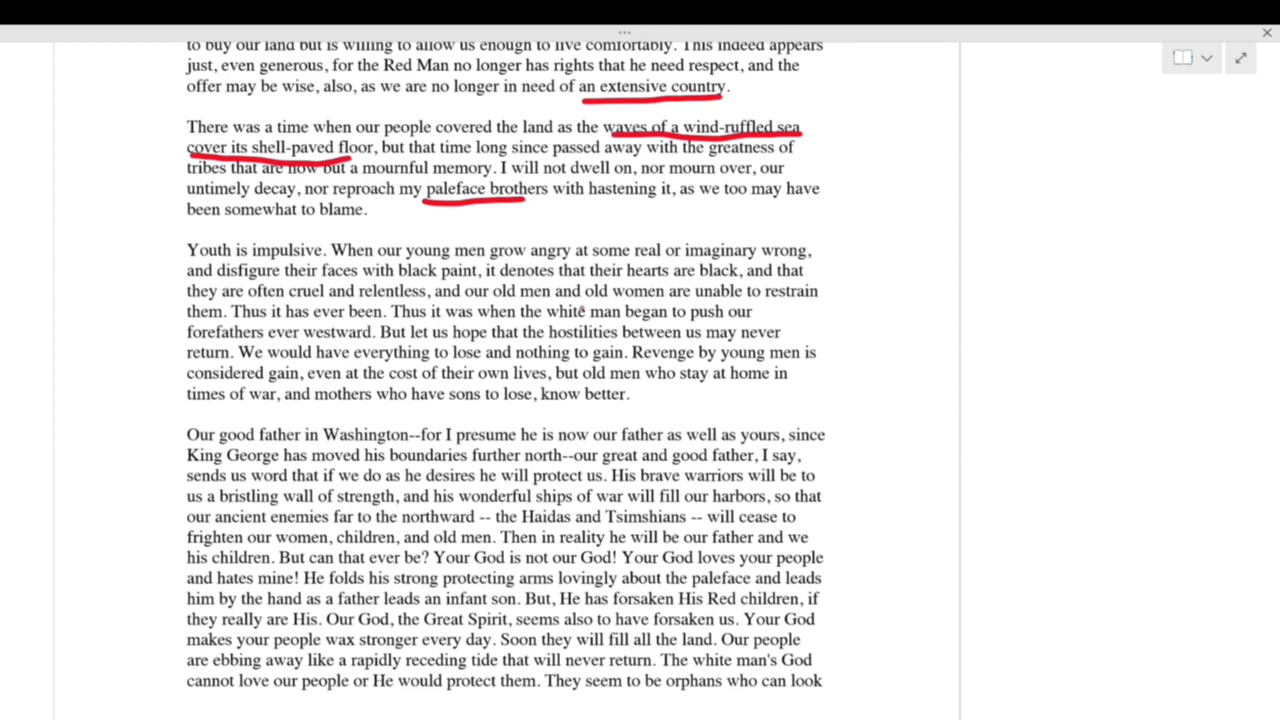 to buy our land but is willing to allow us enough to live comfortably. This indeed appears
just, even generous, for the Red Man no longer has rights that he need respect, and the
offer may be wise, also, as we are no longer in need of an extensive country.
There was a time when our people covered the land as the waves of a wind-ruffled sea
cover its shell-paved floor, but that time long since passed away with the greatness of
tribes that are now but a mournful memory. I will not dwell on, nor mourn over, our
untimely decay, nor reproach my paleface brothers with hastening it, as we too may have
been somewhat to blame.
Youth is impulsive. When our young men grow angry at some real or imaginary wrong,
and disfigure their faces with black paint, it denotes that their hearts are black, and that
they are often cruel and relentless, and our old men and old women are unable to restrain
them. Thus it has ever been. Thus it was when the white man began to push our
forefathers ever westward. But let us hope that the hostilities between us may never
return. We would have everything to lose and nothing to gain. Revenge by young men is
considered gain, even at the cost of their own lives, but old men who stay at home in
times of war, and mothers who have sons to lose, know better.
Our good father in Washington--for I presume he is now our father as well as yours, since
King George has moved his boundaries further north--our great and good father, I say,
sends us word that if we do as he desires he will protect us. His brave warriors will be to
us a bristling wall of strength, and his wonderful ships of war will fill our harbors, so that
our ancient enemies far to the northward -- the Haidas and Tsimshians -- will cease to
frighten our women, children, and old men. Then in reality he will be our father and we
his children. But can that ever be? Your God is not our God! Your God loves your people
and hates mine! He folds his strong protecting arms lovingly about the paleface and leads
him by the hand as a father leads an infant son. But, He has forsaken His Red children, if
they really are His. Our God, the Great Spirit, seems also to have forsaken us. Your God
makes your people wax stronger every day. Soon they will fill all the land. Our people
are ebbing away like a rapidly receding tide that will never return. The white man's God
cannot love our people or He would protect them. They seem to be orphans who can look